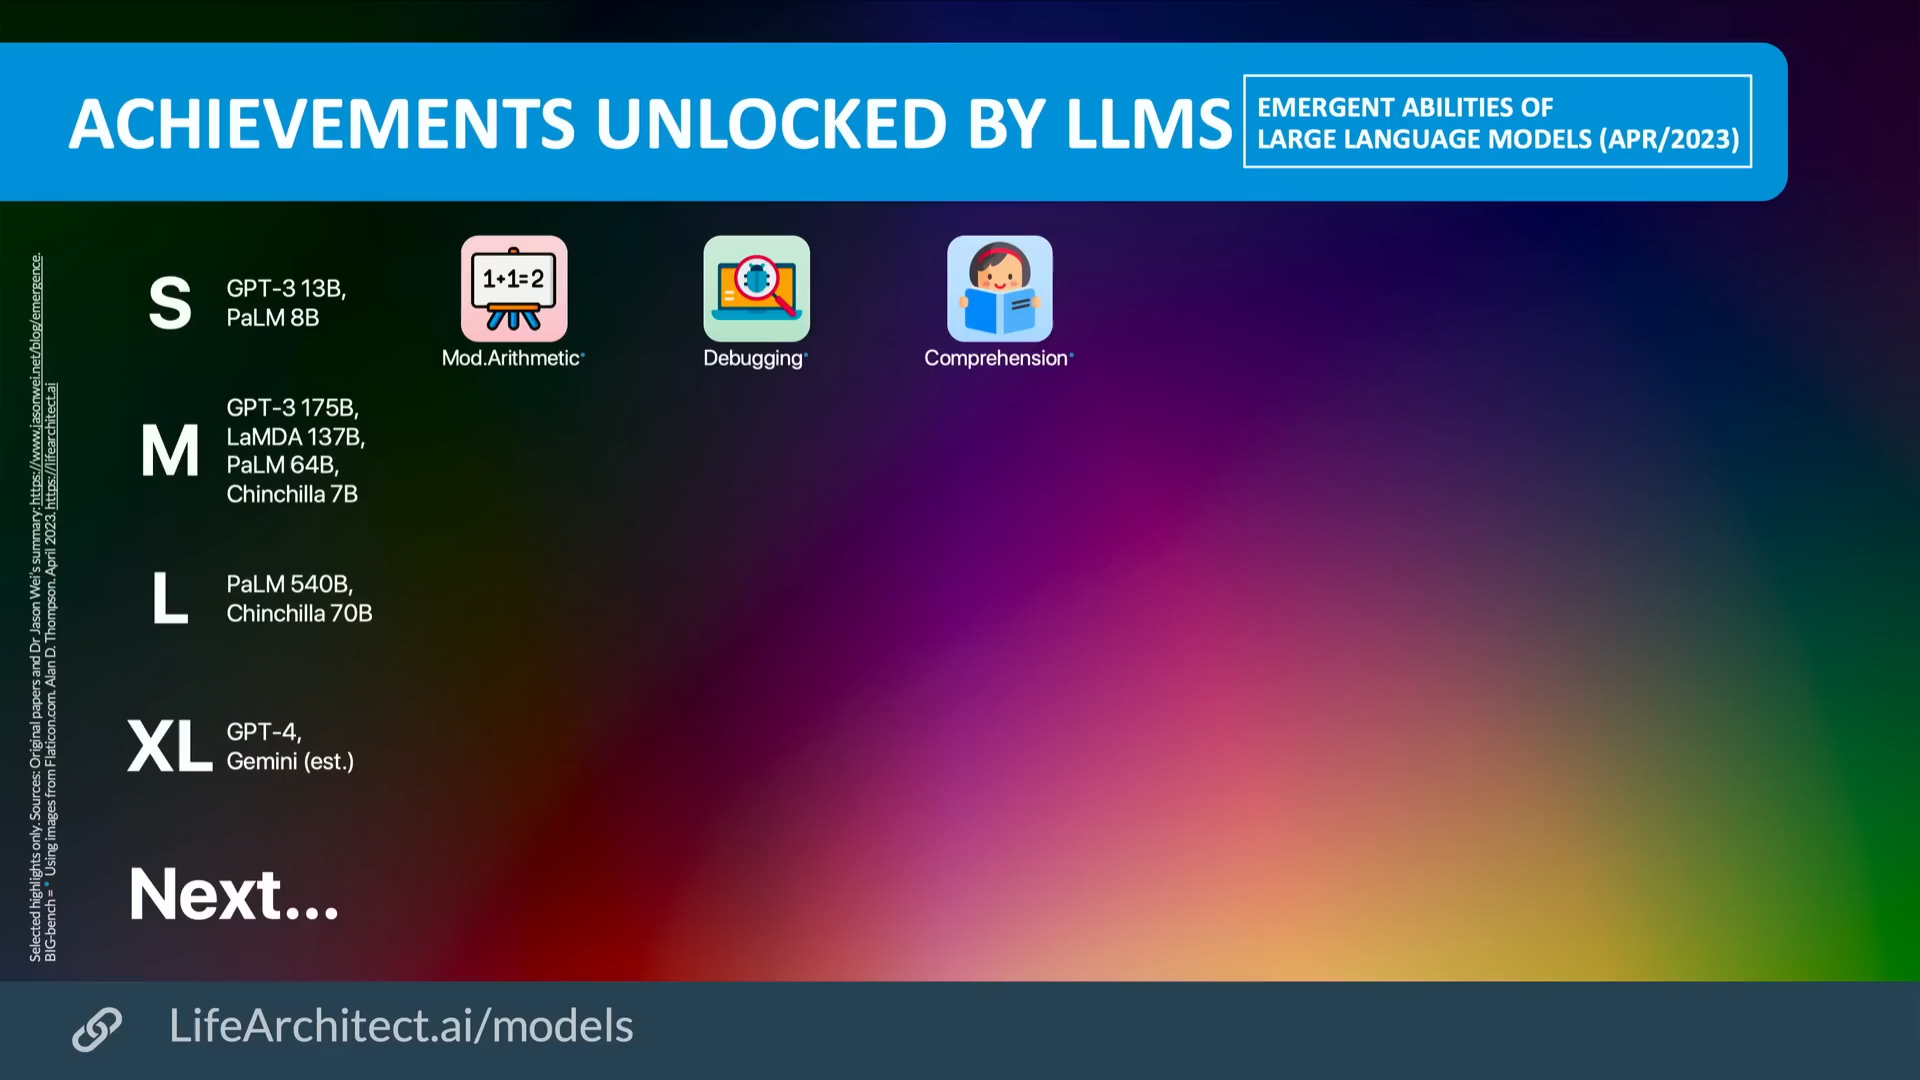 ACHIEVEMENTS UNLOCKED BY LLMS
EMERGENT ABILITIES OF
LARGE LANGUAGE MODELS (APR/2023)
S
GPT-3 13B,
PaLM 8B
1+1=2
Mod.Arithmetic*
Debugging*
Comprehension*
M
GPT-3 175B,
LaMDA 137B,
PaLM 64B,
Chinchilla 7B
L
PaLM 540B,
Chinchilla 70B
XL
GPT-4,
Gemini (est.)
Next...
Selected highlights only. Sources: Original papers and Dr Jason Wei's summary: https://www.jasonwei.net/blog/emergence.
BIG-bench = * Using images from Flaticon.com. Alan D. Thompson. April 2023. https://lifearchitect.ai
LifeArchitect.ai/models